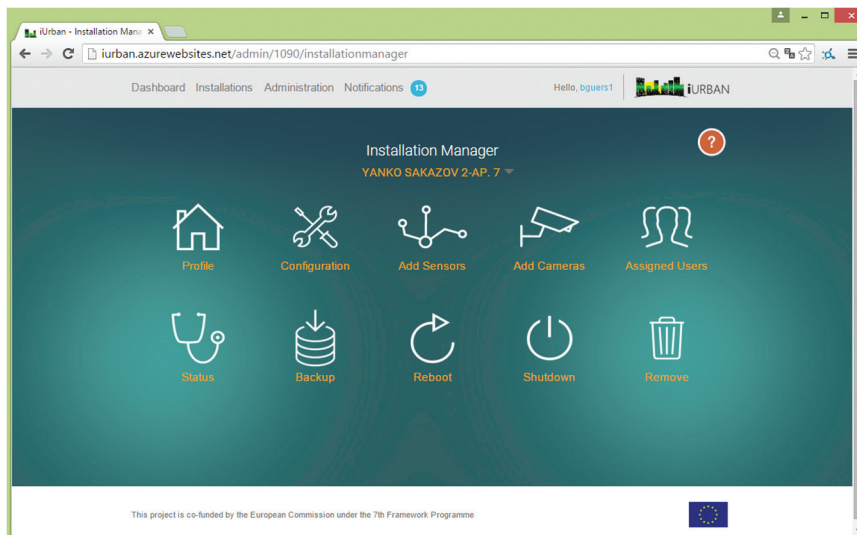 iUrban - Installation Mana
iurban.azurewebsites.net/admin/1090/installationmanager
Dashboard Installations Administration Notifications 13 Hello, bguers1 iURBAN
Installation Manager ?
YANKO SAKAZOV 2-AP. 7
Profile Configuration Add Sensors Add Cameras Assigned Users
Status Backup Reboot Shutdown Remove
This project is co-funded by the European Commission under the 7th Framework Programme